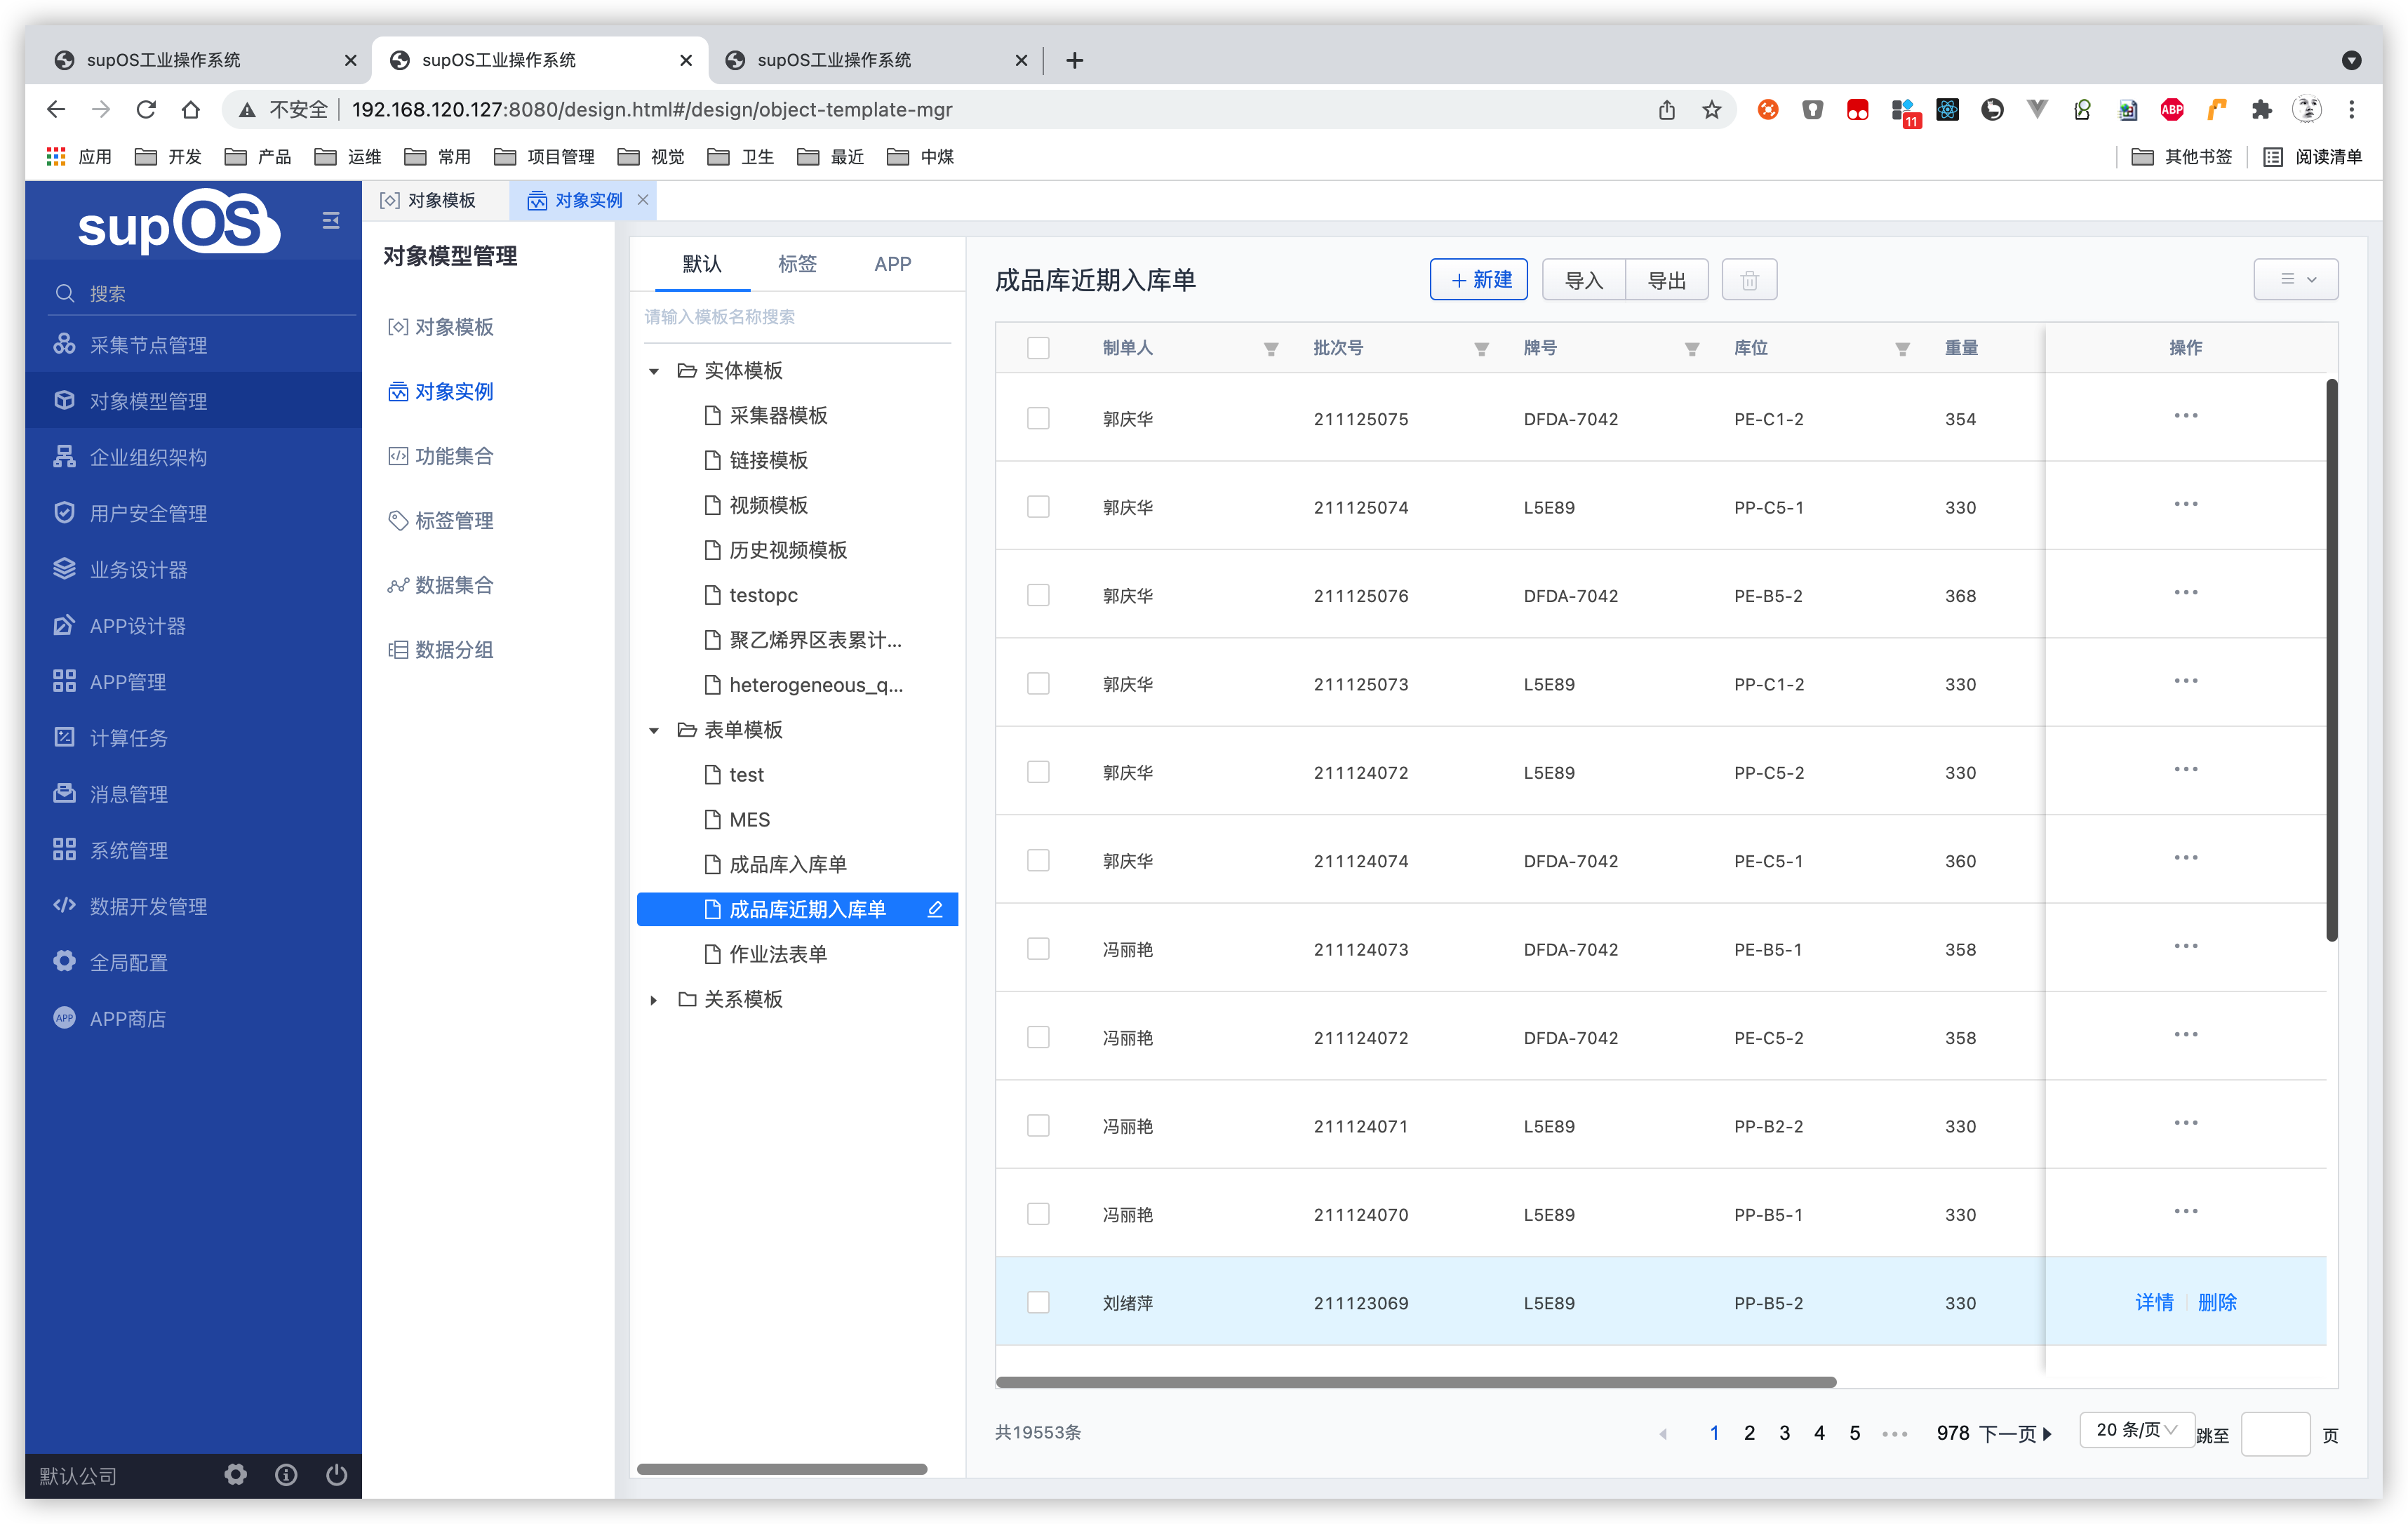 supOS工业操作系统
supOS工业操作系统
supOS工业操作系统
不安全 192.168.120.127:8080/design.html#/design/object-template-mgr
11
ABP
应用 开发 产品 运维 常用 项目管理 视觉 卫生 最近 中煤 其他书签 阅读清单
supOS
搜索
采集节点管理
对象模型管理
企业组织架构
用户安全管理
业务设计器
APP设计器
APP管理
计算任务
消息管理
系统管理
数据开发管理
全局配置
APP APP商店
默认公司
对象模板 对象实例
对象模型管理
对象模板
对象实例
功能集合
标签管理
数据集合
数据分组
默认 标签 APP
请输入模板名称搜索
实体模板
采集器模板
链接模板
视频模板
历史视频模板
testopc
聚乙烯界区表累计...
heterogeneous_q...
表单模板
test
MES
成品库入库单
成品库近期入库单
作业法表单
关系模板
成品库近期入库单 新建 导入 导出
制单人 批次号 牌号 库位 重量 操作
郭庆华 211125075 DFDA-7042 PE-C1-2 354
郭庆华 211125074 L5E89 PP-C5-1 330
郭庆华 211125076 DFDA-7042 PE-B5-2 368
郭庆华 211125073 L5E89 PP-C1-2 330
郭庆华 211124072 L5E89 PP-C5-2 330
郭庆华 211124074 DFDA-7042 PE-C5-1 360
冯丽艳 211124073 DFDA-7042 PE-B5-1 358
冯丽艳 211124072 DFDA-7042 PE-C5-2 358
冯丽艳 211124071 L5E89 PP-B2-2 330
冯丽艳 211124070 L5E89 PP-B5-1 330
刘绪萍 211123069 L5E89 PP-B5-2 330 详情 删除
共19553条 1 2 3 4 5 ••• 978 下一页 20 条/页 跳至 页